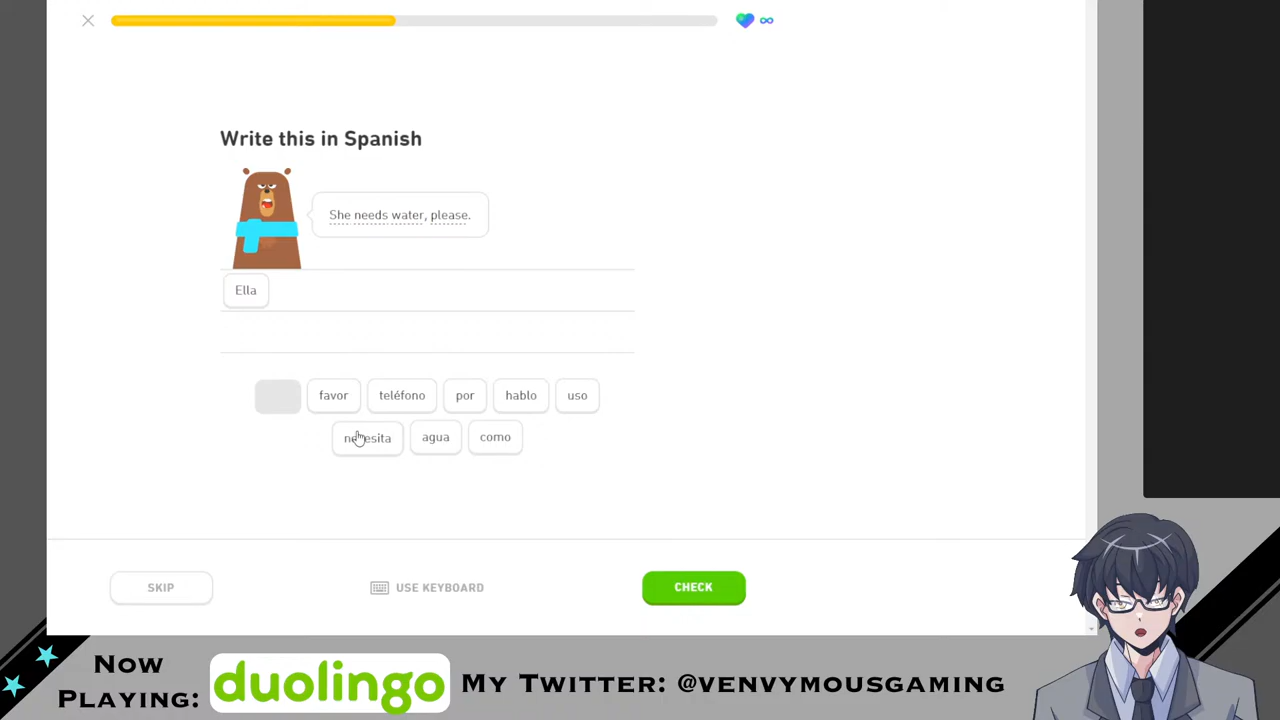 Write this in Spanish
She needs water, please.
Ella
favor teléfono por hablo uso
necesita agua como
SKIP USE KEYBOARD CHECK
Now Playing: duolingo My Twitter: @venvymousgaming